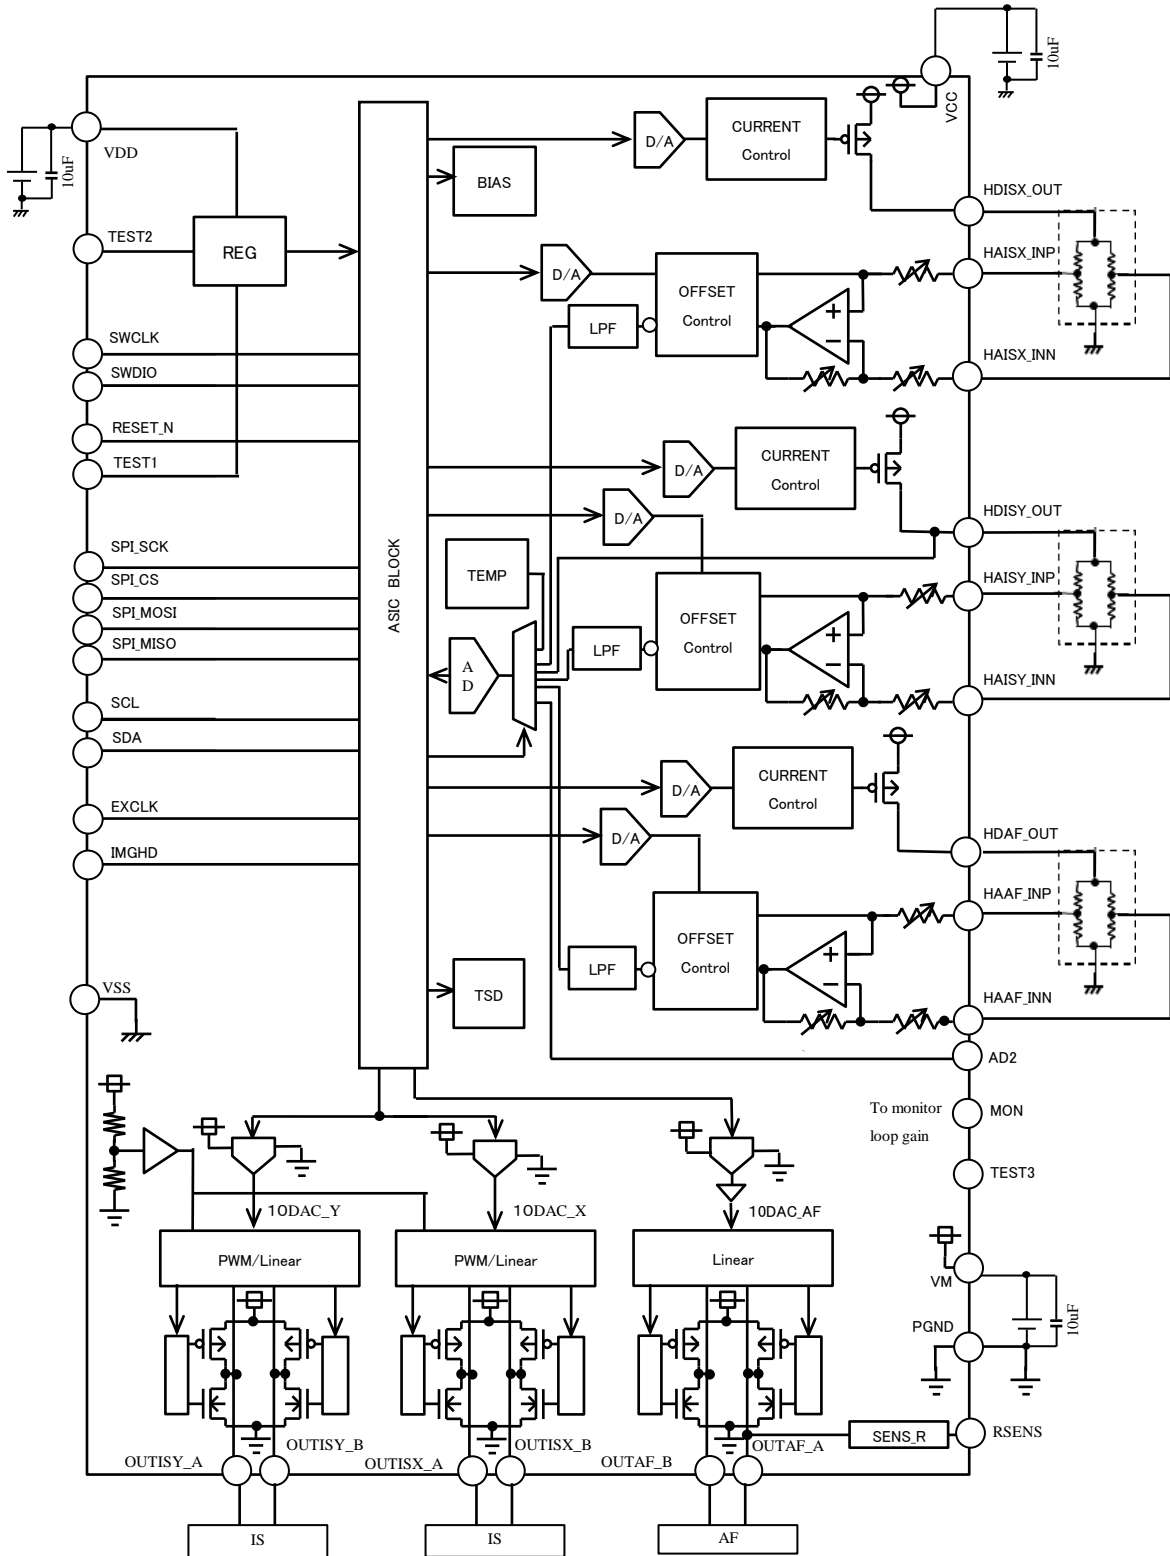 10uF
VCC
VDD
10uF
TEST2
REG
SWCLK
SWDIO
RESET_N
TEST1
SPI_SCK
SPI_CS
SPI_MOSI
SPI_MISO
SCL
SDA
EXCLK
IMGHD
VSS
ASIC BLOCK
D/A
CURRENT
Control
BIAS
HDISX_OUT
D/A
OFFSET
Control
LPF
+
−
HAISX_INP
HAISX_INN
D/A
CURRENT
Control
D/A
HDISY_OUT
TEMP
OFFSET
Control
LPF
+
−
HAISY_INP
A
D
HAISY_INN
D/A
CURRENT
Control
D/A
HDAF_OUT
OFFSET
Control
LPF
+
−
HAAF_INP
TSD
HAAF_INN
AD2
To monitor
loop gain
MON
TEST3
10DAC_Y
10DAC_X
10DAC_AF
PWM/Linear
PWM/Linear
Linear
VM
PGND
10uF
OUTISY_B
OUTISX_B
OUTAF_A
SENS_R
RSENS
OUTISY_A
OUTISX_A
OUTAF_B
IS
IS
AF